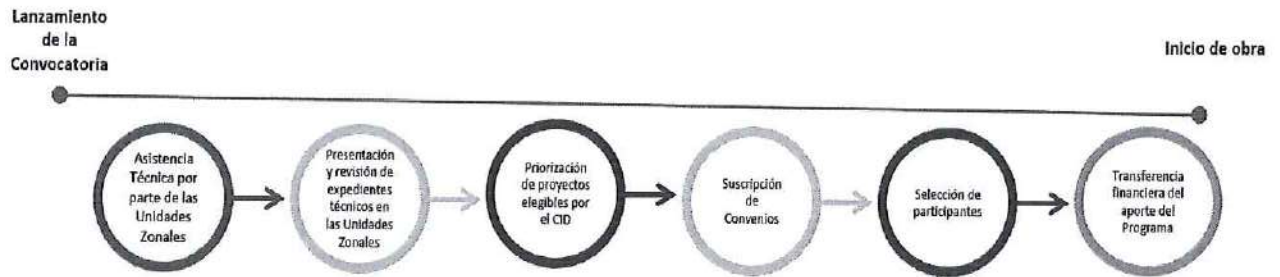 Lanzamiento
de la
Convocatoria
Inicio de obra
Asistencia
Técnica por
parte de las
Unidades
Zonales
Presentación
y revisión de
expedientes
técnicos en
las Unidades
Zonales
Priorización
de proyectos
elegibles por
el CID
Suscripción
de
Convenios
Selección de
participantes
Transferencia
financiera del
aporte del
Programa